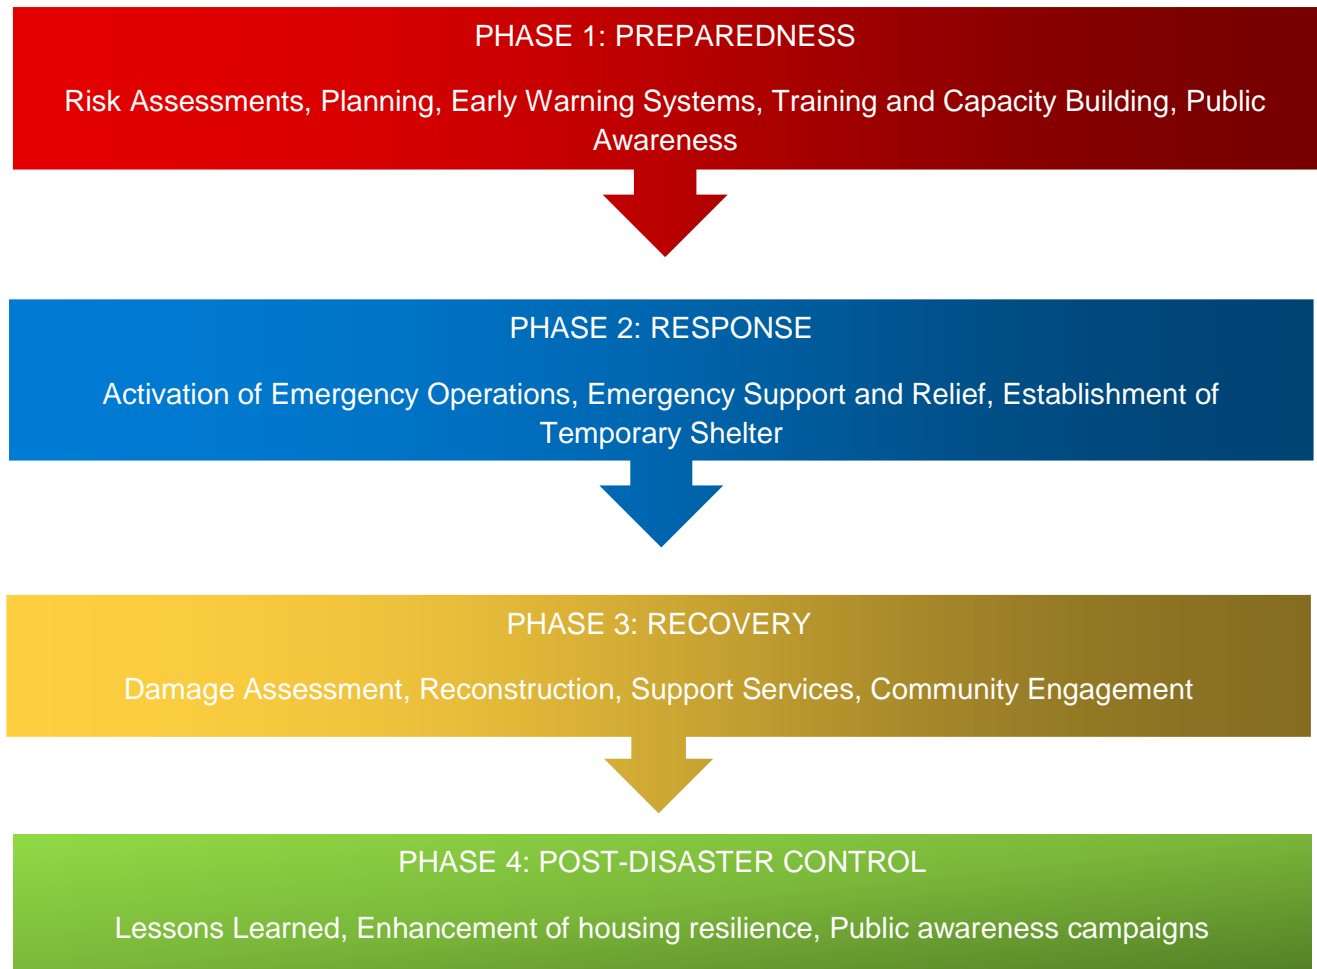 PHASE 1: PREPAREDNESS
Risk Assessments, Planning, Early Warning Systems, Training and Capacity Building, Public
Awareness
PHASE 2: RESPONSE
Activation of Emergency Operations, Emergency Support and Relief, Establishment of
Temporary Shelter
PHASE 3: RECOVERY
Damage Assessment, Reconstruction, Support Services, Community Engagement
PHASE 4: POST-DISASTER CONTROL
Lessons Learned, Enhancement of housing resilience, Public awareness campaigns